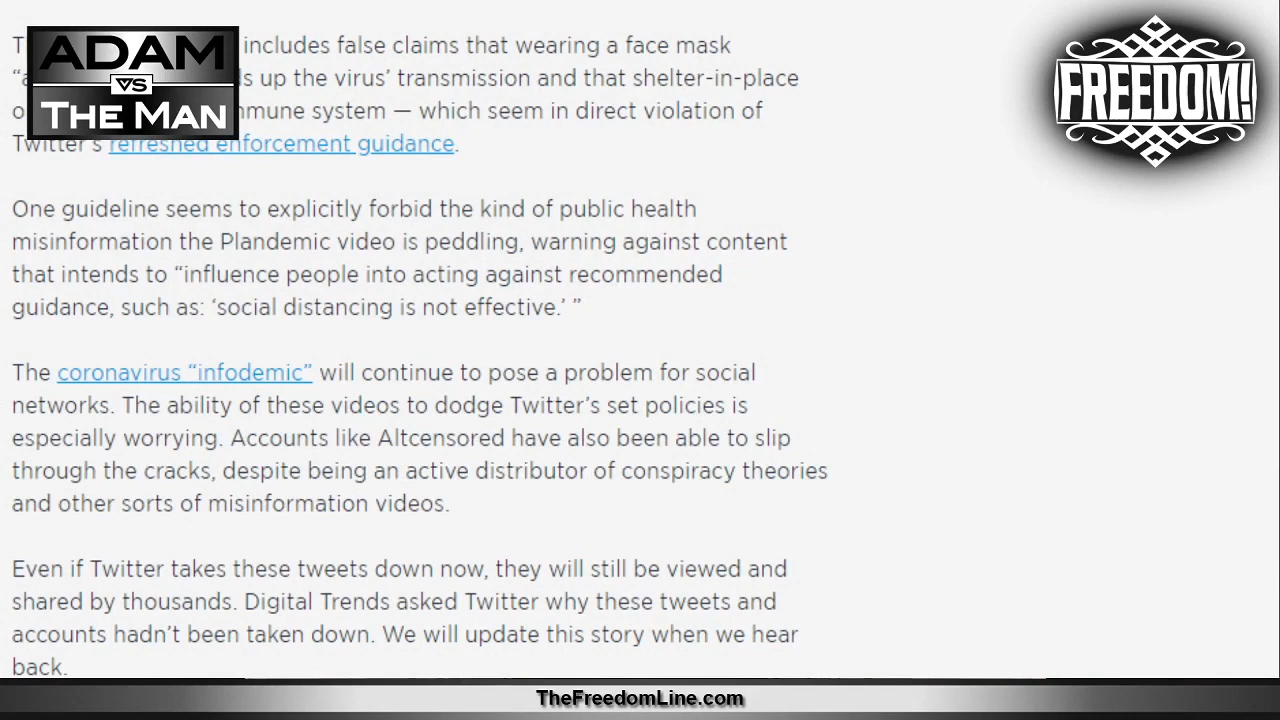 ADAM
VS
THE MAN
FREEDOM!
includes false claims that wearing a face mask
up the virus’ transmission and that shelter-in-place
system — which seem in direct violation of
Twitter’s refreshed enforcement guidance.
One guideline seems to explicitly forbid the kind of public health
misinformation the Plandemic video is peddling, warning against content
that intends to “influence people into acting against recommended
guidance, such as: ‘social distancing is not effective.’ ”
The coronavirus “infodemic” will continue to pose a problem for social
networks. The ability of these videos to dodge Twitter’s set policies is
especially worrying. Accounts like Altcensored have also been able to slip
through the cracks, despite being an active distributor of conspiracy theories
and other sorts of misinformation videos.
Even if Twitter takes these tweets down now, they will still be viewed and
shared by thousands. Digital Trends asked Twitter why these tweets and
accounts hadn’t been taken down. We will update this story when we hear
back.
TheFreedomLine.com